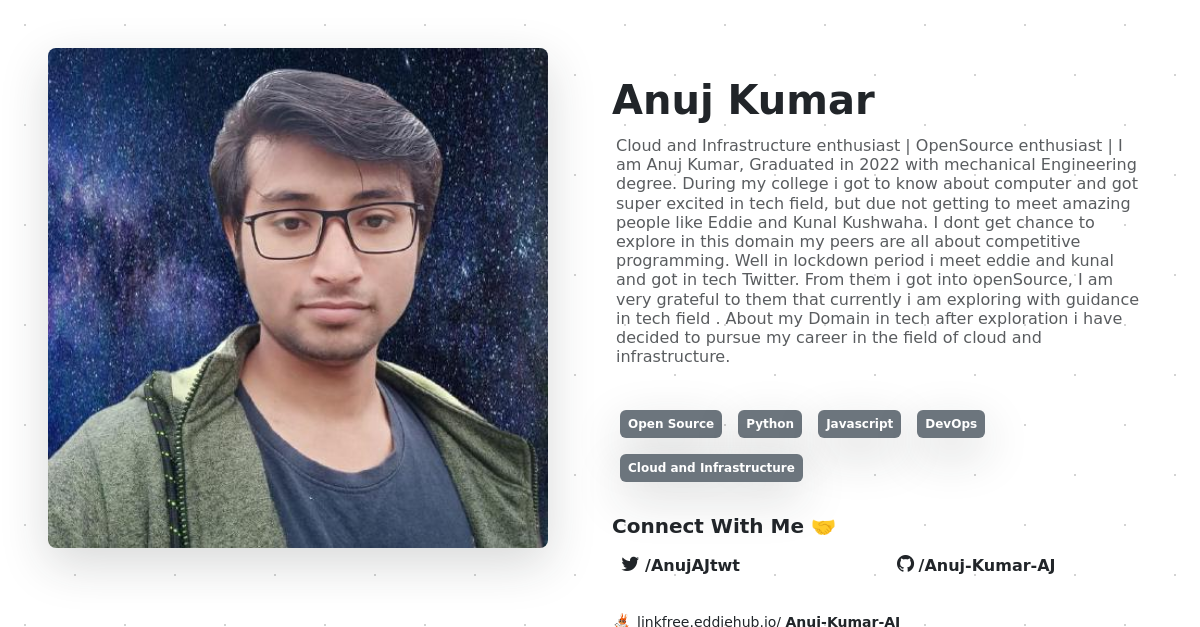 Anuj Kumar
Cloud and Infrastructure enthusiast | OpenSource enthusiast | I
am Anuj Kumar, Graduated in 2022 with mechanical Engineering
degree. During my college i got to know about computer and got
super excited in tech field, but due not getting to meet amazing
people like Eddie and Kunal Kushwaha. I dont get chance to
explore in this domain my peers are all about competitive
programming. Well in lockdown period i meet eddie and kunal
and got in tech Twitter. From them i got into openSource, I am
very grateful to them that currently i am exploring with guidance
in tech field . About my Domain in tech after exploration i have
decided to pursue my career in the field of cloud and
infrastructure.
Open Source Python Javascript DevOps
Cloud and Infrastructure
Connect With Me 🤝
/AnujAJtwt /Anuj-Kumar-AJ
linkfree.eddiehub.io/ Anuj-Kumar-AJ